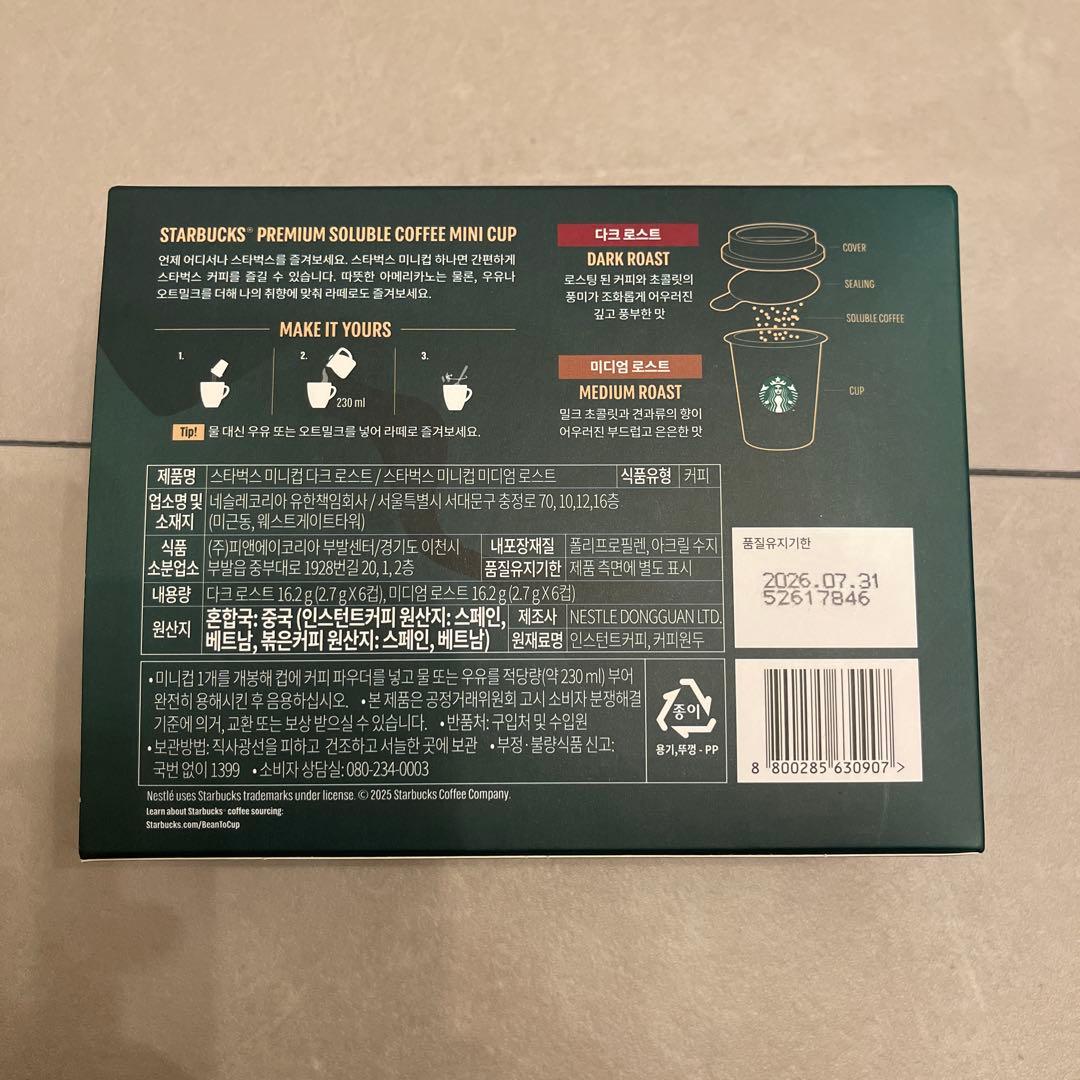 STARBUCKS® PREMIUM SOLUBLE COFFEE MINI CUP
언제 어디서나 스타벅스를 즐겨보세요. 스타벅스 미니컵 하나면 간편하게
스타벅스 커피를 즐길 수 있습니다. 따뜻한 아메리카노는 물론, 우유나
오트밀크를 더해 나의 취향에 맞춰 라떼로도 즐겨보세요.
MAKE IT YOURS
1.
2.
3.
230 ml
Tip! 물 대신 우유 또는 오트밀크를 넣어 라떼로 즐겨보세요.
다크 로스트
DARK ROAST
로스팅 된 커피와 초콜릿의
풍미가 조화롭게 어우러진
깊고 풍부한 맛
미디엄 로스트
MEDIUM ROAST
밀크 초콜릿과 견과류의 향이
어우러진 부드럽고 은은한 맛
COVER
SEALING
SOLUBLE COFFEE
CUP
제품명 스타벅스 미니컵 다크 로스트 / 스타벅스 미니컵 미디엄 로스트 식품유형 커피
업소명 및 네슬레코리아 유한책임회사 / 서울특별시 서대문구 충정로 70, 10,12,16층
소재지 (미근동, 웨스트게이트타워)
식품 (주)피앤에이코리아 부발센터/경기도 이천시 내포장재질 폴리프로필렌, 아크릴 수지
소분업소 부발읍 중부대로 1928번길 20, 1, 2층 품질유지기한 제품 측면에 별도 표시
내용량 다크 로스트 16.2 g (2.7 g X 6컵), 미디엄 로스트 16.2 g (2.7 g X 6컵)
원산지 혼합국: 중국 (인스턴트커피 원산지: 스페인, 제조사 NESTLE DONGGUAN LTD.
베트남, 볶은커피 원산지: 스페인, 베트남) 원재료명 인스턴트커피, 커피원두
• 미니컵 1개를 개봉해 컵에 커피 파우더를 넣고 물 또는 우유를 적당량(약 230 ml) 부어
완전히 용해시킨 후 음용하십시오. • 본 제품은 공정거래위원회 고시 소비자 분쟁해결
기준에 의거, 교환 또는 보상 받으실 수 있습니다. • 반품처: 구입처 및 수입원
• 보관방법: 직사광선을 피하고 건조하고 서늘한 곳에 보관 • 부정·불량식품 신고:
국번 없이 1399 • 소비자 상담실: 080-234-0003
종이
용기,뚜껑 - PP
품질유지기한
2026.07.31
52617846
8 800285 630907 >
Nestlé uses Starbucks trademarks under license. © 2025 Starbucks Coffee Company.
Learn about Starbucks® coffee sourcing:
Starbucks.com/BeanToCup